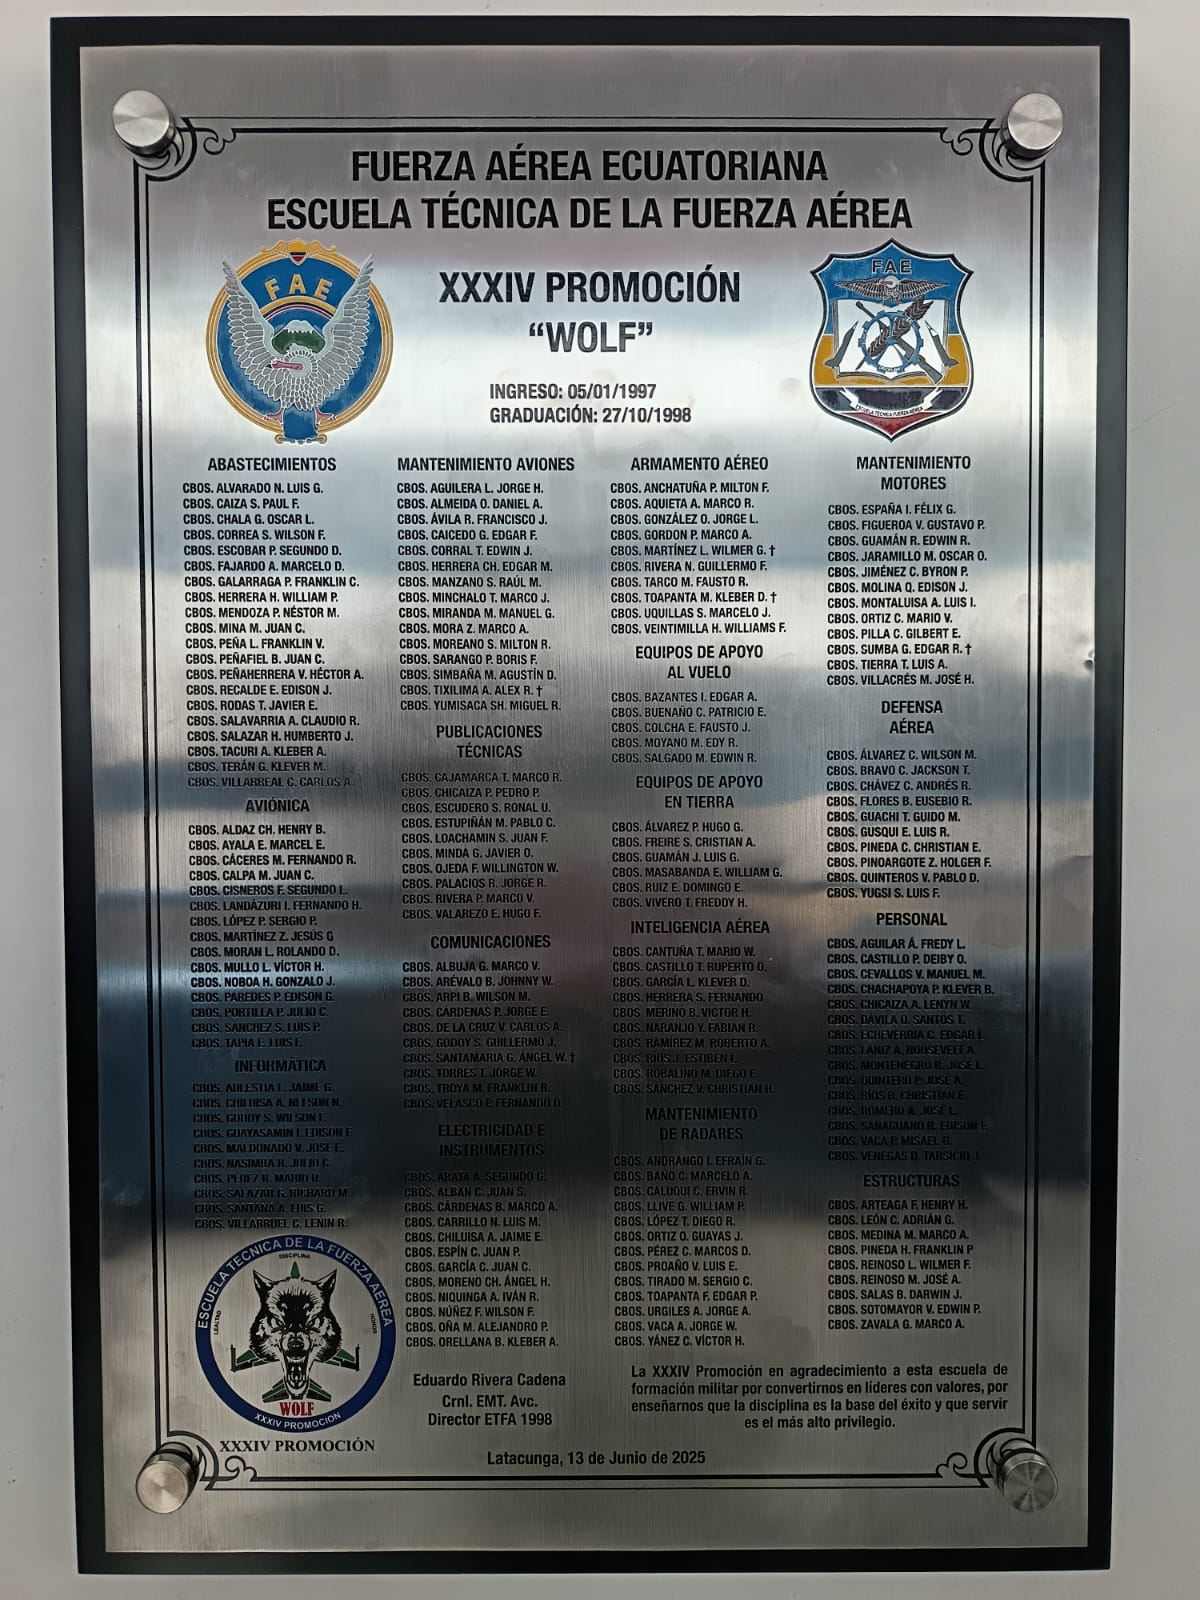 FUERZA AÉREA ECUATORIANA
ESCUELA TÉCNICA DE LA FUERZA AÉREA
FAE
XXXIV PROMOCIÓN
"WOLF"
INGRESO: 05/01/1997
GRADUACIÓN: 27/10/1998
FAE
ESCUELA TÉCNICA FUERZA AÉREA
ABASTECIMIENTOS
CBOS. ALVARADO N. LUIS G.
CBOS. CAIZA S. PAUL F.
CBOS. CHALA G. OSCAR L.
CBOS. CORREA S. WILSON F.
CBOS. ESCOBAR P. SEGUNDO D.
CBOS. FAJARDO A. MARCELO D.
CBOS. GALARRAGA P. FRANKLIN C.
CBOS. HERRERA H. WILLIAM P.
CBOS. MENDOZA P. NÉSTOR M.
CBOS. MINA M. JUAN C.
CBOS. PEÑA L. FRANKLIN V.
CBOS. PEÑAFIEL B. JUAN C.
CBOS. PEÑAHERRERA V. HÉCTOR A.
CBOS. RECALDE E. EDISON J.
CBOS. RODAS T. JAVIER E.
CBOS. SALAVARRIA A. CLAUDIO R.
CBOS. SALAZAR H. HUMBERTO J.
CBOS. TACURI A. KLEBER A.
CBOS. TERÁN G. KLEVER M.
CBOS. VILLARREAL C. CARLOS A.
AVIÓNICA
CBOS. ALDAZ CH. HENRY B.
CBOS. AYALA E. MARCEL E.
CBOS. CÁCERES M. FERNANDO R.
CBOS. CALPA M. JUAN C.
CBOS. CISNEROS F. SEGUNDO L.
CBOS. LANDÁZURI I. FERNANDO H.
CBOS. LÓPEZ P. SERGIO P.
CBOS. MARTÍNEZ Z. JESÚS G
CBOS. MORAN L. ROLANDO D.
CBOS. MULLO L. VÍCTOR H.
CBOS. NOBOA H. GONZALO J.
CBOS. PAREDES P. EDISON G.
CBOS. PORTILLA P. JULIO C.
CBOS. SÁNCHEZ S. LUIS P.
CBOS. TAPIA E. LUIS F.
INFORMÁTICA
CBOS. AULESTIA L. JAIME G.
CBOS. CHILUISA A. NELSON N.
CBOS. GODOY S. WILSON L.
CBOS. GUAYASAMIN I. EDISON F.
CBOS. MALDONADO V. JOSE E.
CBOS. NASIMBA R. JULIO C.
CBOS. PÉREZ R. MARIO R.
CBOS. SALAZAR G. RICHARD M.
CBOS. SANTANA A. LUIS G.
CBOS. VILLARRUEL C. LENIN R.
MANTENIMIENTO AVIONES
CBOS. AGUILERA L. JORGE H.
CBOS. ALMEIDA O. DANIEL A.
CBOS. ÁVILA R. FRANCISCO J.
CBOS. CAICEDO G. EDGAR F.
CBOS. CORRAL T. EDWIN J.
CBOS. HERRERA CH. EDGAR M.
CBOS. MANZANO S. RAÚL M.
CBOS. MINCHALO T. MARCO J.
CBOS. MIRANDA M. MANUEL G.
CBOS. MORA Z. MARCO A.
CBOS. MOREANO S. MILTON R.
CBOS. SARANGO P. BORIS F.
CBOS. SIMBAÑA M. AGUSTÍN D.
CBOS. TIXILIMA A. ALEX R. †
CBOS. YUMISACA SH. MIGUEL R.
PUBLICACIONES
TÉCNICAS
CBOS. CAJAMARCA T. MARCO R.
CBOS. CHICAIZA P. PEDRO P.
CBOS. ESCUDERO S. RONAL U.
CBOS. ESTUPIÑÁN M. PABLO C.
CBOS. LOACHAMIN S. JUAN F.
CBOS. MINDA G. JAVIER O.
CBOS. OJEDA F. WILLINGTON W.
CBOS. PALACIOS R. JORGE R.
CBOS. RIVERA P. MARCO V.
CBOS. VALAREZO E. HUGO F.
COMUNICACIONES
CBOS. ALBUJA G. MARCO V.
CBOS. ARÉVALO B. JOHNNY W.
CBOS. ARPI B. WILSON M.
CBOS. CÁRDENAS P. JORGE E.
CBOS. DE LA CRUZ V. CARLOS A.
CBOS. GODOY S. GUILLERMO J.
CBOS. SANTAMARIA G. ÁNGEL W. †
CBOS. TORRES T. JORGE W.
CBOS. TROYA M. FRANKLIN R.
CBOS. VELASCO P. FERNANDO D.
ELECTRICIDAD E
INSTRUMENTOS
CBOS. ABATA A. SEGUNDO G.
CBOS. ALBAN C. JUAN S.
CBOS. CÁRDENAS B. MARCO A.
CBOS. CARRILLO N. LUIS M.
CBOS. CHILUISA A. JAIME E.
CBOS. ESPÍN C. JUAN P.
CBOS. GARCÍA C. JUAN C.
CBOS. MORENO CH. ÁNGEL H.
CBOS. NIQUINGA A. IVÁN R.
CBOS. NÚÑEZ F. WILSON F.
CBOS. OÑA M. ALEJANDRO P.
CBOS. ORELLANA B. KLEBER A.
ARMAMENTO AÉREO
CBOS. ANCHATUÑA P. MILTON F.
CBOS. AQUIETA A. MARCO R.
CBOS. GONZÁLEZ O. JORGE L.
CBOS. GORDON P. MARCO A.
CBOS. MARTÍNEZ L. WILMER G. †
CBOS. RIVERA N. GUILLERMO F.
CBOS. TARCO M. FAUSTO R.
CBOS. TOAPANTA M. KLEBER D. †
CBOS. UQUILLAS S. MARCELO J.
CBOS. VEINTIMILLA H. WILLIAMS F.
EQUIPOS DE APOYO
AL VUELO
CBOS. BAZANTES I. EDGAR A.
CBOS. BUENAÑO C. PATRICIO E.
CBOS. COLCHA E. FAUSTO J.
CBOS. MOYANO M. EDY R.
CBOS. SALGADO M. EDWIN R.
EQUIPOS DE APOYO
EN TIERRA
CBOS. ÁLVAREZ P. HUGO G.
CBOS. FREIRE S. CRISTIAN A.
CBOS. GUAMÁN J. LUIS G.
CBOS. MASABANDA E. WILLIAM G.
CBOS. RUIZ E. DOMINGO E.
CBOS. VIVERO T. FREDDY H.
INTELIGENCIA AÉREA
CBOS. CANTUÑA T. MARIO W.
CBOS. CASTILLO T. RUPERTO O.
CBOS. GARCÍA L. KLEVER D.
CBOS. HERRERA S. FERNANDO
CBOS. MERINO B. VÍCTOR H.
CBOS. NARANJO Y. FABIAN R.
CBOS. RAMÍREZ M. ROBERTO A.
CBOS. RÍOS J. ESTIBEN L.
CBOS. ROBALINO M. DIEGO F.
CBOS. SÁNCHEZ V. CHRISTIAN H.
MANTENIMIENTO
DE RADARES
CBOS. ANDRANGO I. EFRAÍN G.
CBOS. BAÑO C. MARCELO A.
CBOS. CALUQUI C. ERVIN R.
CBOS. LLIVE G. WILLIAM P.
CBOS. LÓPEZ T. DIEGO R.
CBOS. ORTIZ O. GUAYAS J.
CBOS. PÉREZ C. MARCOS D.
CBOS. PROAÑO V. LUIS E.
CBOS. TIRADO M. SERGIO C.
CBOS. TOAPANTA F. EDGAR P.
CBOS. URGILES A. JORGE A.
CBOS. VACA A. JORGE W.
CBOS. YÁNEZ C. VÍCTOR H.
MANTENIMIENTO
MOTORES
CBOS. ESPAÑA I. FÉLIX G.
CBOS. FIGUEROA V. GUSTAVO P.
CBOS. GUAMÁN R. EDWIN R.
CBOS. JARAMILLO M. OSCAR O.
CBOS. JIMÉNEZ C. BYRON P.
CBOS. MOLINA Q. EDISON J.
CBOS. MONTALUISA A. LUIS I.
CBOS. ORTIZ C. MARIO V.
CBOS. PILLA C. GILBERT E.
CBOS. SUMBA G. EDGAR R. †
CBOS. TIERRA T. LUIS A.
CBOS. VILLACRÉS M. JOSÉ H.
DEFENSA
AÉREA
CBOS. ÁLVAREZ C. WILSON M.
CBOS. BRAVO C. JACKSON T.
CBOS. CHÁVEZ C. ANDRÉS R.
CBOS. FLORES B. EUSEBIO R.
CBOS. GUACHI T. GUIDO M.
CBOS. GUSQUI E. LUIS R.
CBOS. PINEDA C. CHRISTIAN E.
CBOS. PINOARGOTE Z. HOLGER F.
CBOS. QUINTEROS V. PABLO D.
CBOS. YUGSI S. LUIS F.
PERSONAL
CBOS. AGUILAR Á. FREDY L.
CBOS. CASTILLO P. DEIBY O.
CBOS. CEVALLOS V. MANUEL M.
CBOS. CHACHAPOYA P. KLEVER B.
CBOS. CHICAIZA A. LENYN W.
CBOS. DÁVILA O. SANTOS T.
CBOS. ECHEVERRIA C. EDGAR I.
CBOS. LANIZ A. ROOSEVELT A.
CBOS. MONTENEGRO R. JOSÉ L.
CBOS. QUINTERO P. JOSÉ A.
CBOS. RÍOS B. CHRISTIAN E.
CBOS. ROMERO A. JOSÉ L.
CBOS. SANAGUANO R. EDISON F.
CBOS. VACA P. MISAEL G.
CBOS. VENEGAS D. TARSICIO J.
ESTRUCTURAS
CBOS. ARTEAGA F. HENRY H.
CBOS. LEÓN C. ADRIÁN G.
CBOS. MEDINA M. MARCO A.
CBOS. PINEDA H. FRANKLIN P
CBOS. REINOSO L. WILMER F.
CBOS. REINOSO M. JOSÉ A.
CBOS. SALAS B. DARWIN J.
CBOS. SOTOMAYOR V. EDWIN P.
CBOS. ZAVALA G. MARCO A.
ESCUELA TECNICA DE LA FUERZA AEREA
DISCIPLINA
LEALTAD
HONOR
WOLF
XXXIV PROMOCION
XXXIV PROMOCIÓN
Eduardo Rivera Cadena
Crnl. EMT. Avc.
Director ETFA 1998
La XXXIV Promoción en agradecimiento a esta escuela de
formación militar por convertirnos en líderes con valores, por
enseñarnos que la disciplina es la base del éxito y que servir
es el más alto privilegio.
Latacunga, 13 de Junio de 2025